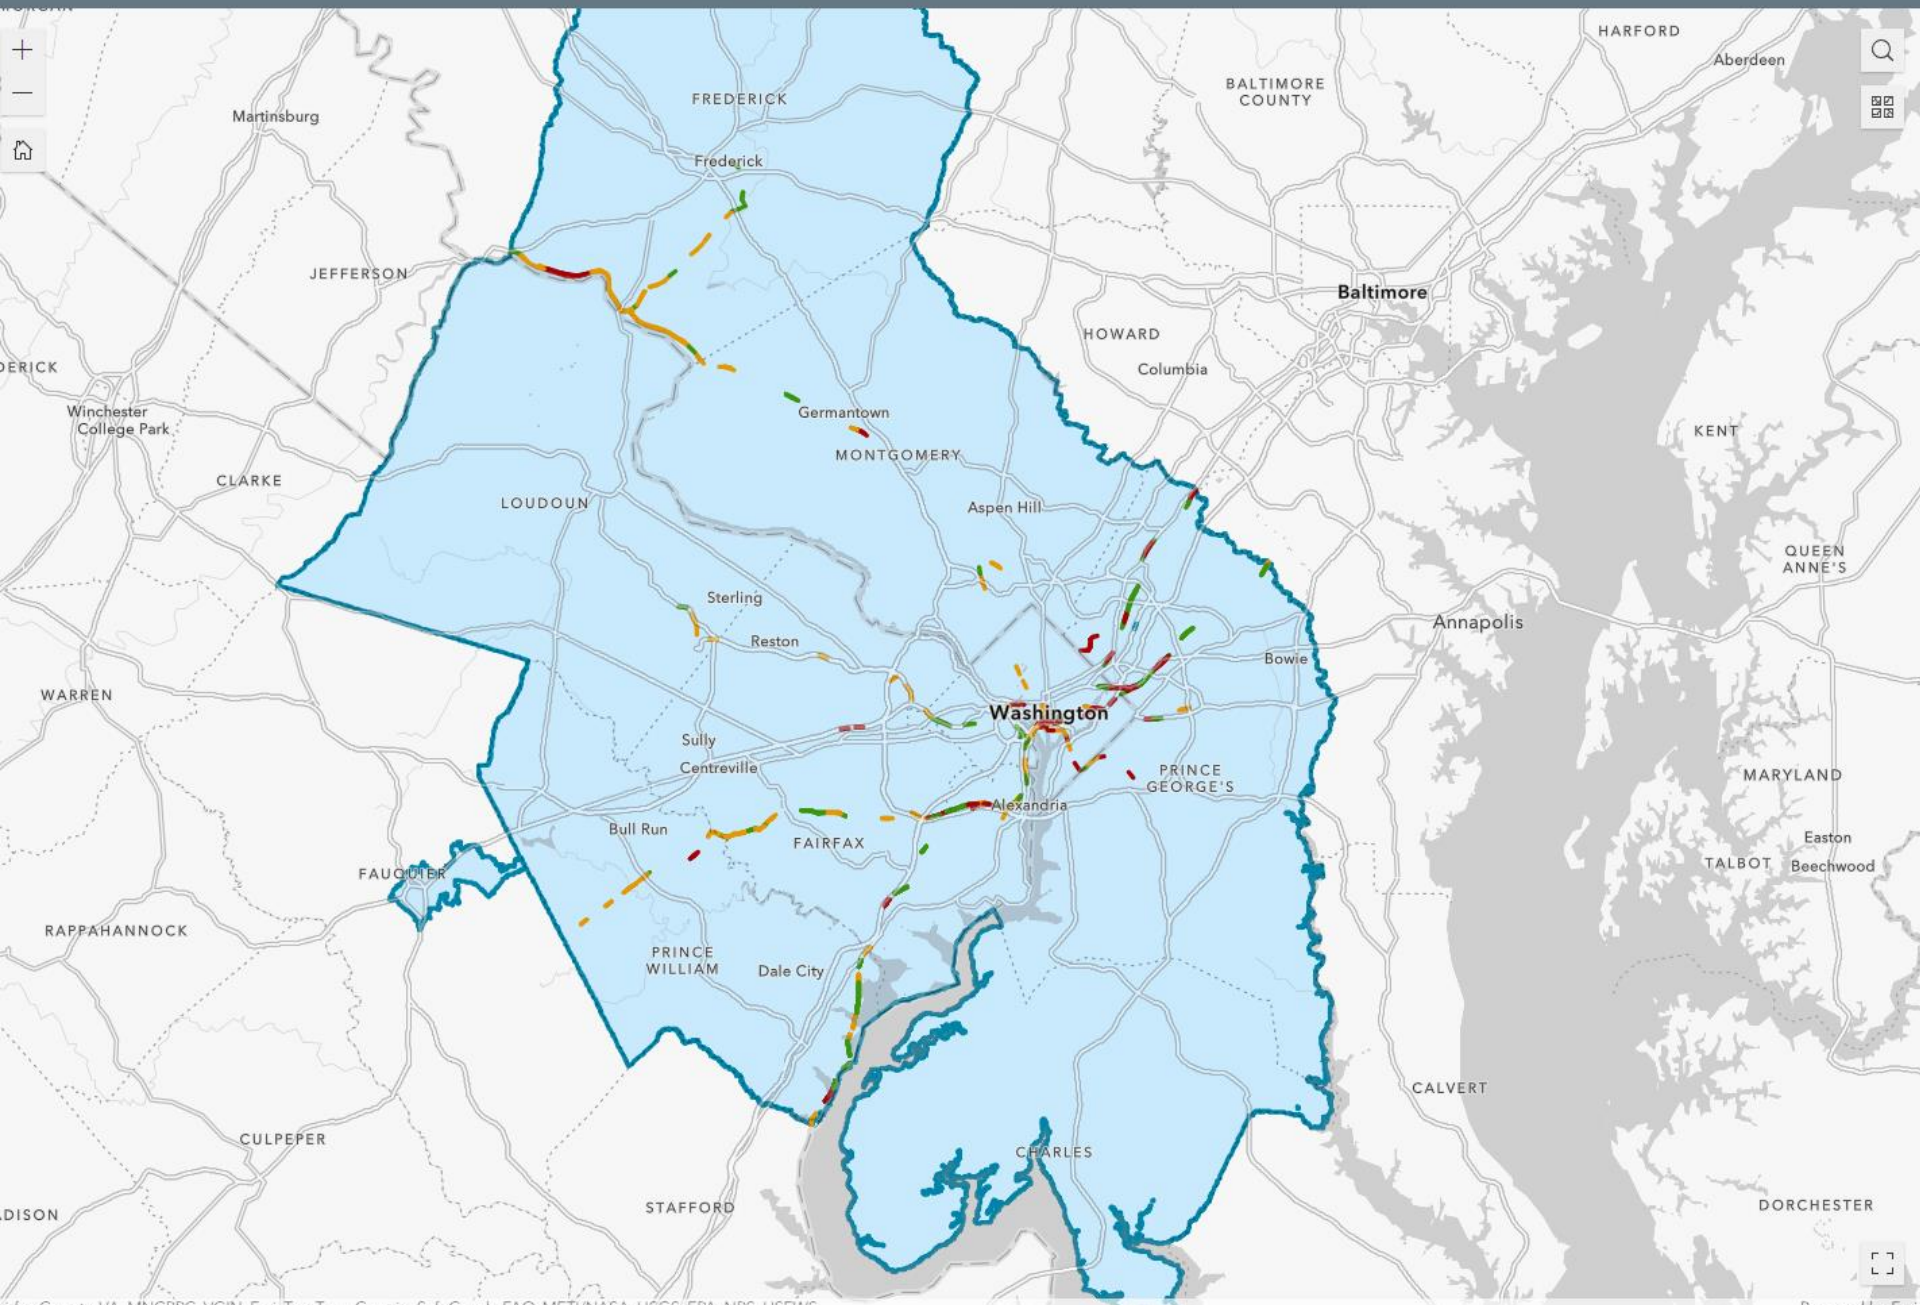 HARFORD
Aberdeen
BALTIMORE
COUNTY
FREDERICK
Martinsburg
Frederick
JEFFERSON
Baltimore
HOWARD
Columbia
DERICK
Winchester
College Park
Germantown
KENT
MONTGOMERY
CLARKE
LOUDOUN
Aspen Hill
QUEEN
ANNE'S
Sterling
Annapolis
Reston
Bowie
WARREN
Washington
Sully
Centreville
PRINCE
GEORGE'S
MARYLAND
Alexandria
Bull Run
FAIRFAX
Easton
TALBOT
Beechwood
FAUQUIER
RAPPAHANNOCK
PRINCE
WILLIAM
Dale City
CALVERT
CULPEPER
CHARLES
STAFFORD
DISON
DORCHESTER